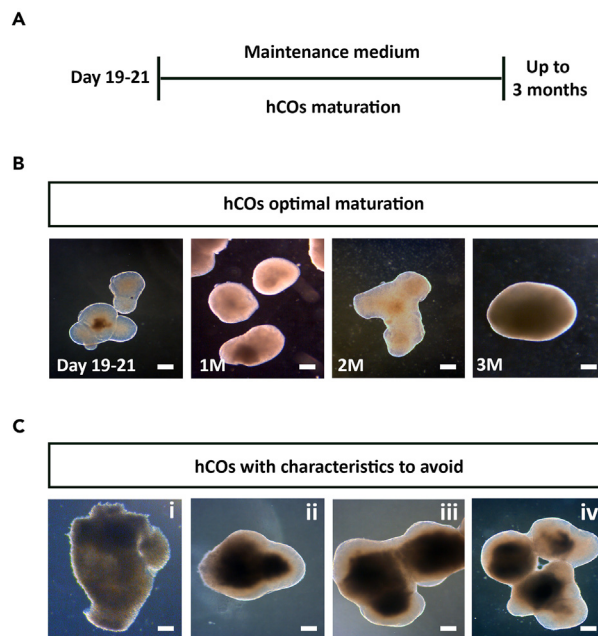 A
Maintenance medium
Day 19-21
Up to
3 months
hCOs maturation
B
hCOs optimal maturation
Day 19-21
1M
2M
3M
C
hCOs with characteristics to avoid
i
ii
iii
iv